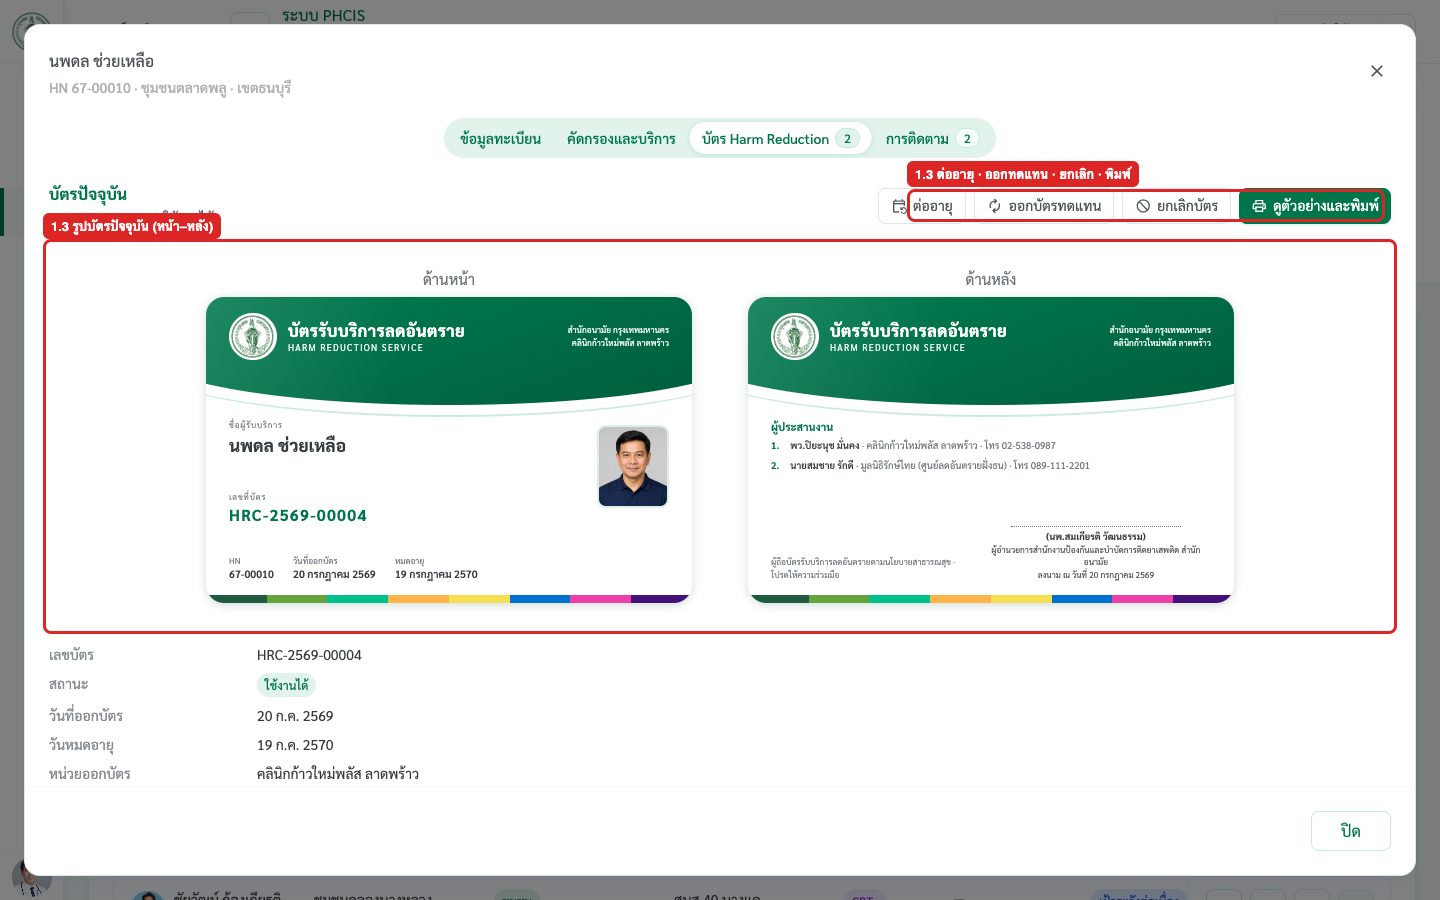 ระบบ PHCIS
นพดล ช่วยเหลือ
HN 67-00010 · ชุมชนตลาดพลู · เขตธนบุรี
ข้อมูลทะเบียน
คัดกรองและบริการ
บัตร Harm Reduction 2
การติดตาม 2
1.3 ต่ออายุ · ออกทดแทน · ยกเลิก · พิมพ์
บัตรปัจจุบัน
ต่ออายุ
ออกบัตรทดแทน
ยกเลิกบัตร
ดูตัวอย่างและพิมพ์
1.3 รูปบัตรปัจจุบัน (หน้า–หลัง)
ด้านหน้า
บัตรรับบริการลดอันตราย
HARM REDUCTION SERVICE
สำนักอนามัย กรุงเทพมหานคร
คลินิกก้าวใหม่พลัส ลาดพร้าว
ชื่อผู้รับบริการ
นพดล ช่วยเหลือ
เลขที่บัตร
HRC-2569-00004
HN
67-00010
วันที่ออกบัตร
20 กรกฎาคม 2569
หมดอายุ
19 กรกฎาคม 2570
ด้านหลัง
บัตรรับบริการลดอันตราย
HARM REDUCTION SERVICE
สำนักอนามัย กรุงเทพมหานคร
คลินิกก้าวใหม่พลัส ลาดพร้าว
ผู้ประสานงาน
1. พว.ปิยะนุช มั่นคง · คลินิกก้าวใหม่พลัส ลาดพร้าว · โทร 02-538-0987
2. นายสมชาย รักดี · มูลนิธิรักษ์ไทย (ศูนย์ลดอันตรายฝั่งธน) · โทร 089-111-2201
ผู้ถือบัตรรับบริการลดอันตรายตามนโยบายสาธารณสุข ·
โปรดให้ความร่วมมือ
(นพ.สมเกียรติ วัฒนธรรม)
ผู้อำนวยการสำนักงานป้องกันและบำบัดการติดยาเสพติด สำนัก
อนามัย
ลงนาม ณ วันที่ 20 กรกฎาคม 2569
เลขบัตร
HRC-2569-00004
สถานะ
ใช้งานได้
วันที่ออกบัตร
20 ก.ค. 2569
วันหมดอายุ
19 ก.ค. 2570
หน่วยออกบัตร
คลินิกก้าวใหม่พลัส ลาดพร้าว
ปิด